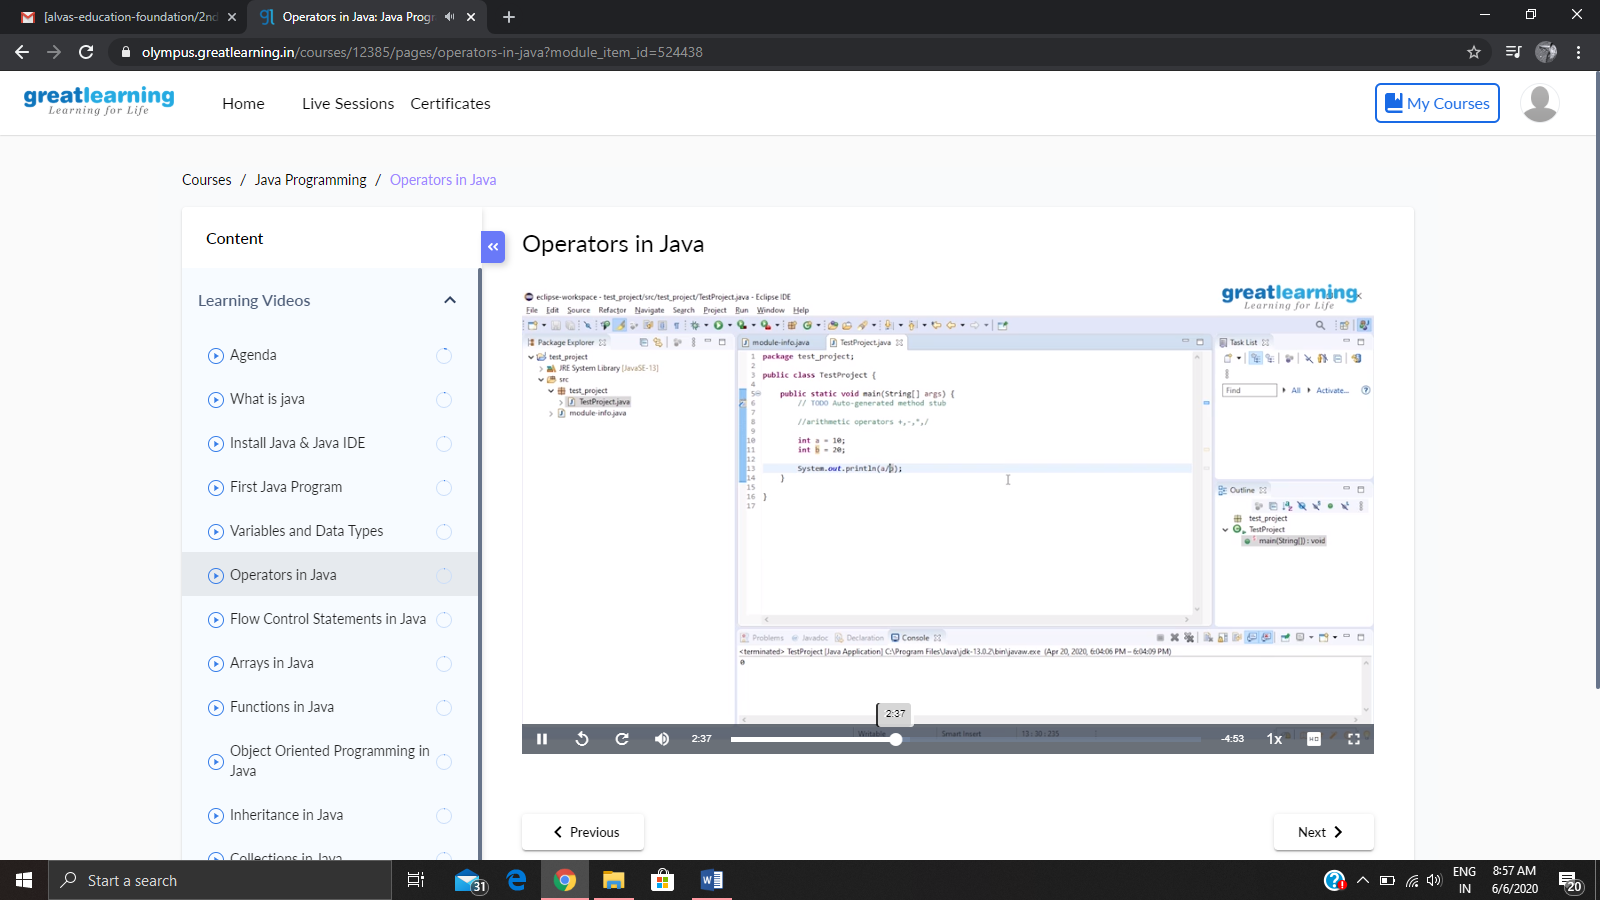 [alvas-education-foundation/2nd
Operators in Java: Java Progr
olympus.greatlearning.in/courses/12385/pages/operators-in-java?module_item_id=524438
greatlearning
Learning for Life
Home
Live Sessions
Certificates
My Courses
Courses / Java Programming / Operators in Java
Content
Learning Videos
Agenda
What is java
Install Java & Java IDE
First Java Program
Variables and Data Types
Operators in Java
Flow Control Statements in Java
Arrays in Java
Functions in Java
Object Oriented Programming in
Java
Inheritance in Java
Collections in Java
Operators in Java
eclipse-workspace - test_project/src/test_project/TestProject.java - Eclipse IDE
greatlearning
Learning for Life
File Edit Source Refactor Navigate Search Project Run Window Help
Package Explorer
test_project
JRE System Library [JavaSE-13]
src
test_project
TestProject.java
module-info.java
module-info.java
TestProject.java
1 package test_project;
2
3 public class TestProject {
4
5 public static void main(String[] args) {
6 // TODO Auto-generated method stub
7
8 //arithmetic operators +,-,*,/
9
10 int a = 10;
11 int b = 20;
12
13 System.out.println(a/b);
14 }
15
16 }
17
Task List
Find
All
Activate...
Outline
test_project
TestProject
main(String[]) : void
Problems
Javadoc
Declaration
Console
<terminated> TestProject [Java Application] C:\Program Files\Java\jdk-13.0.2\bin\javaw.exe (Apr 20, 2020, 6:04:06 PM – 6:04:09 PM)
0
2:37
Writable
Smart Insert
13 : 30 : 235
2:37
-4:53
1x
HD
Previous
Next
Start a search
31
ENG
IN
8:57 AM
6/6/2020
20